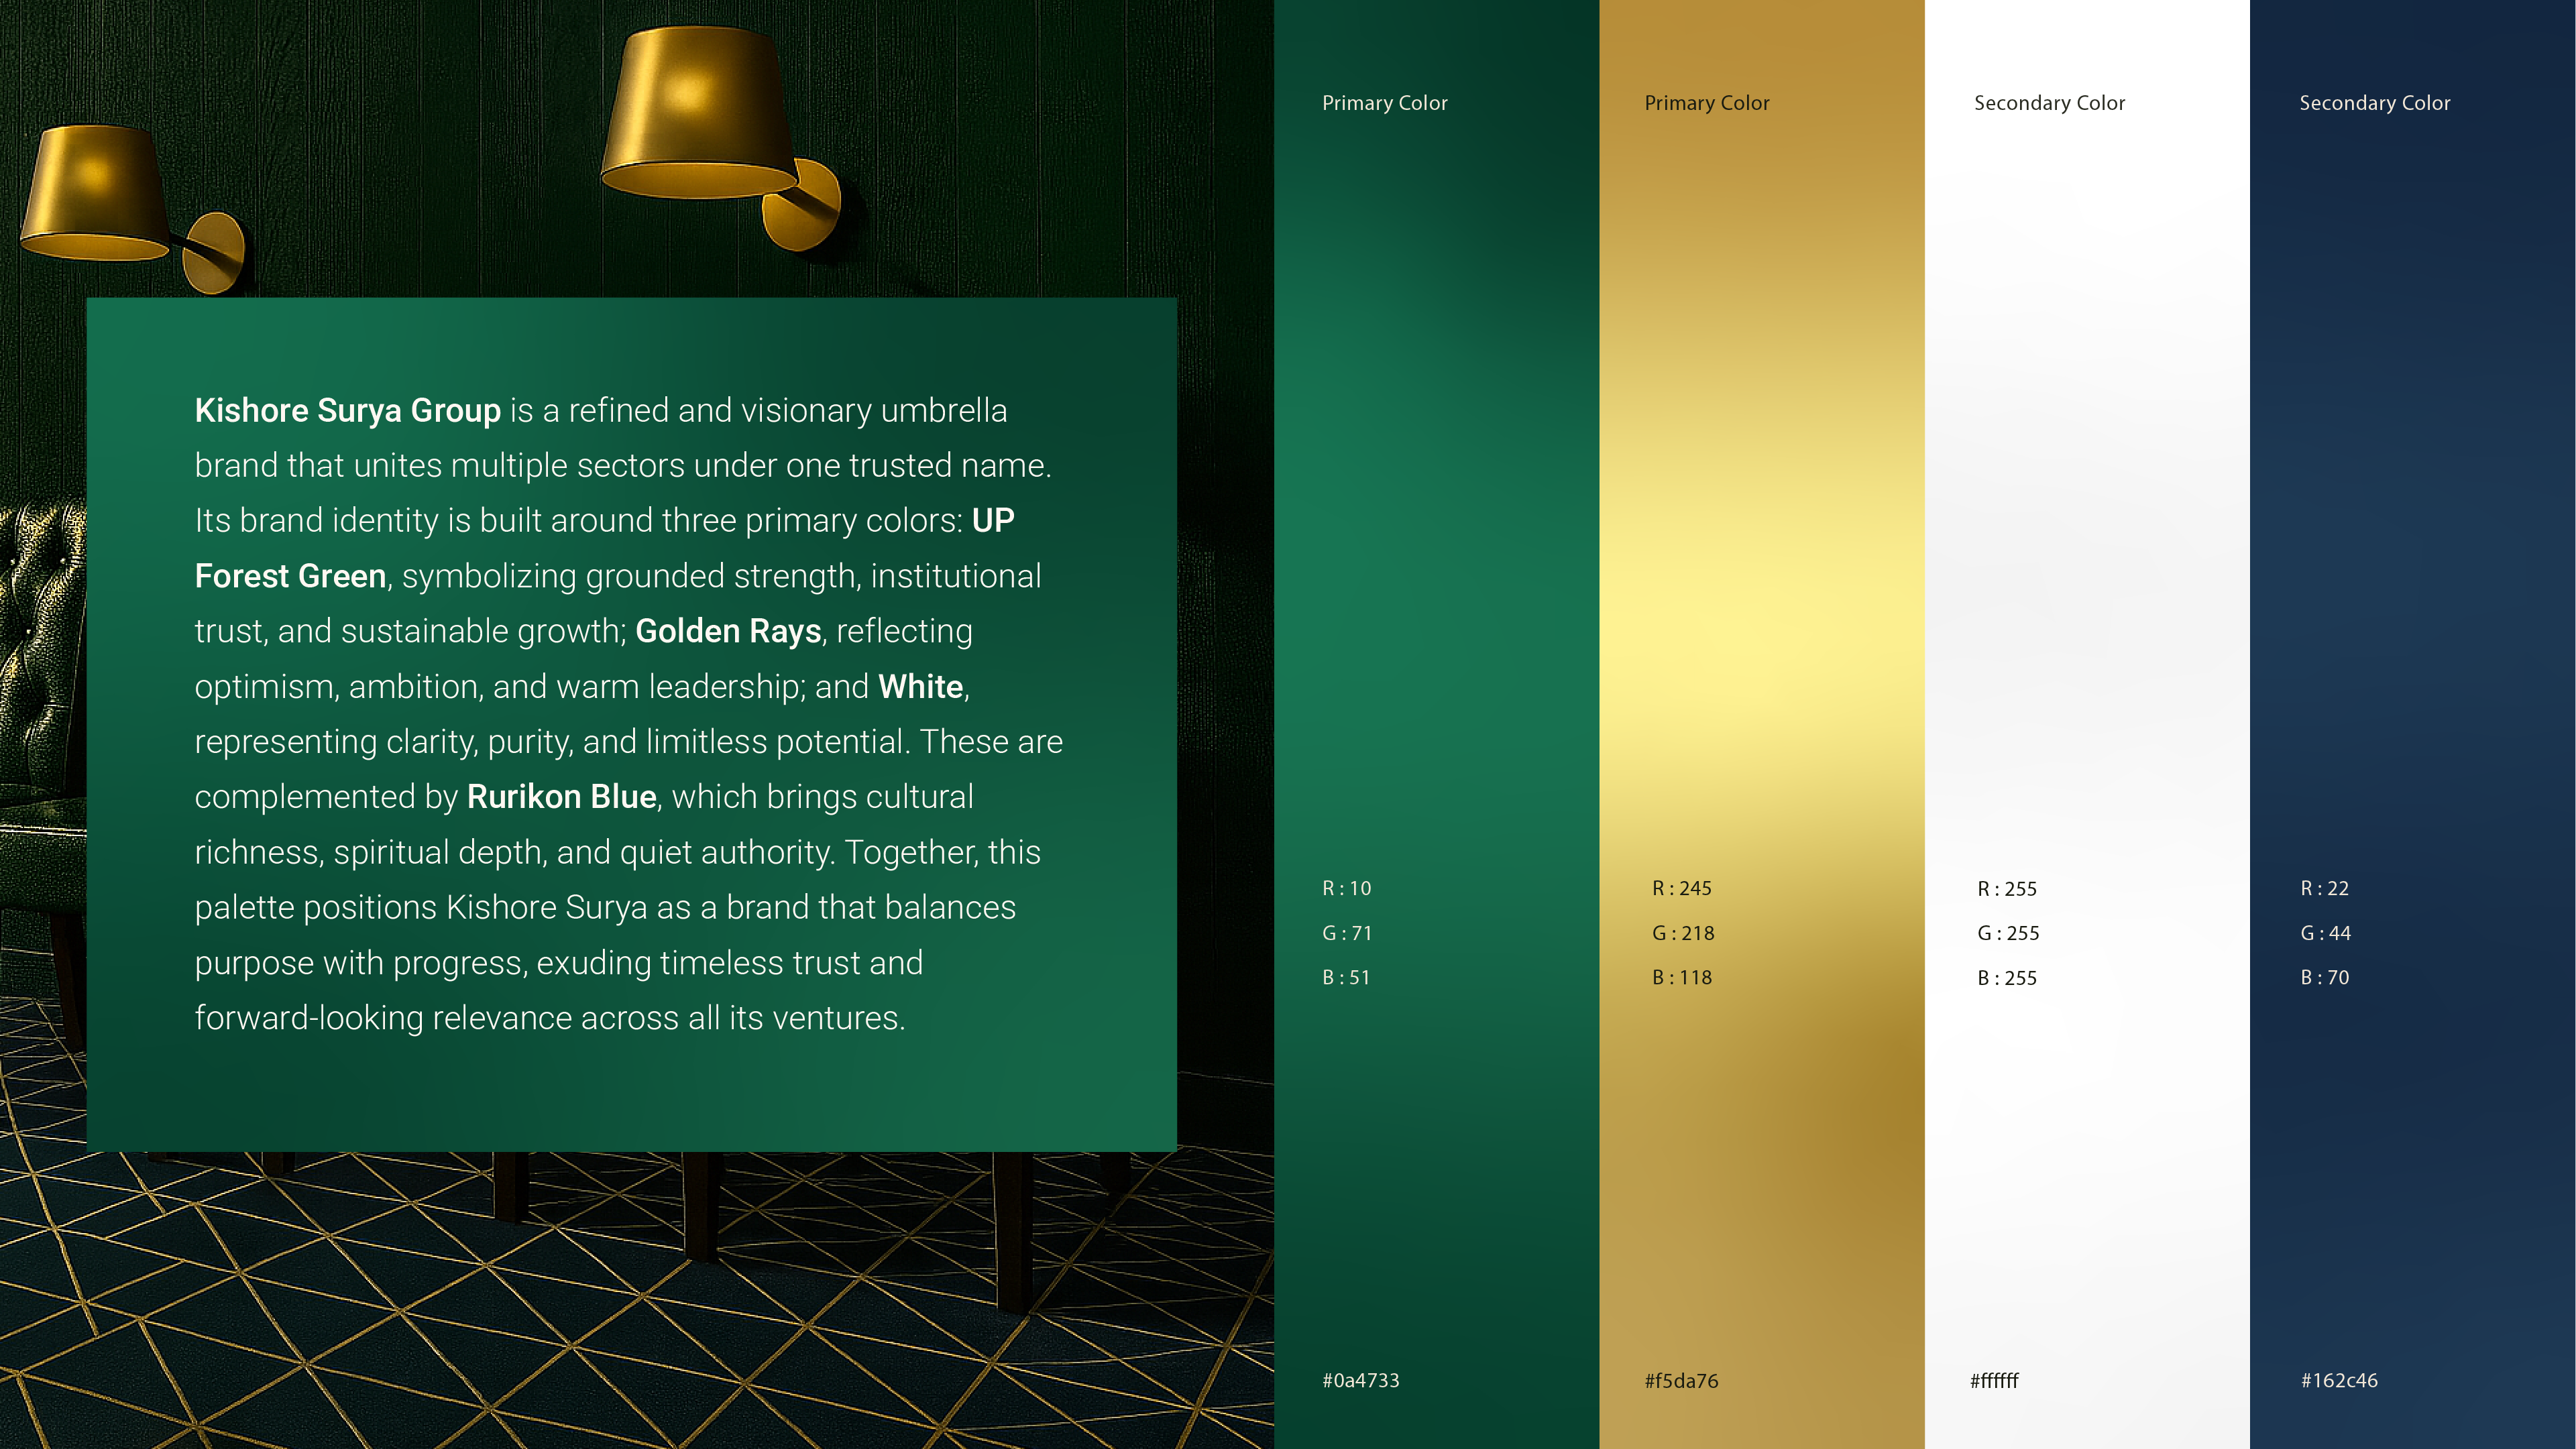 Kishore Surya Group is a refined and visionary umbrella
brand that unites multiple sectors under one trusted name.
Its brand identity is built around three primary colors: UP
Forest Green, symbolizing grounded strength, institutional
trust, and sustainable growth; Golden Rays, reflecting
optimism, ambition, and warm leadership; and White,
representing clarity, purity, and limitless potential. These are
complemented by Rurikon Blue, which brings cultural
richness, spiritual depth, and quiet authority. Together, this
palette positions Kishore Surya as a brand that balances
purpose with progress, exuding timeless trust and
forward-looking relevance across all its ventures.
Primary Color
R : 10
G : 71
B : 51
#0a4733
Primary Color
R : 245
G : 218
B : 118
#f5da76
Secondary Color
R : 255
G : 255
B : 255
#ffffff
Secondary Color
R : 22
G : 44
B : 70
#162c46